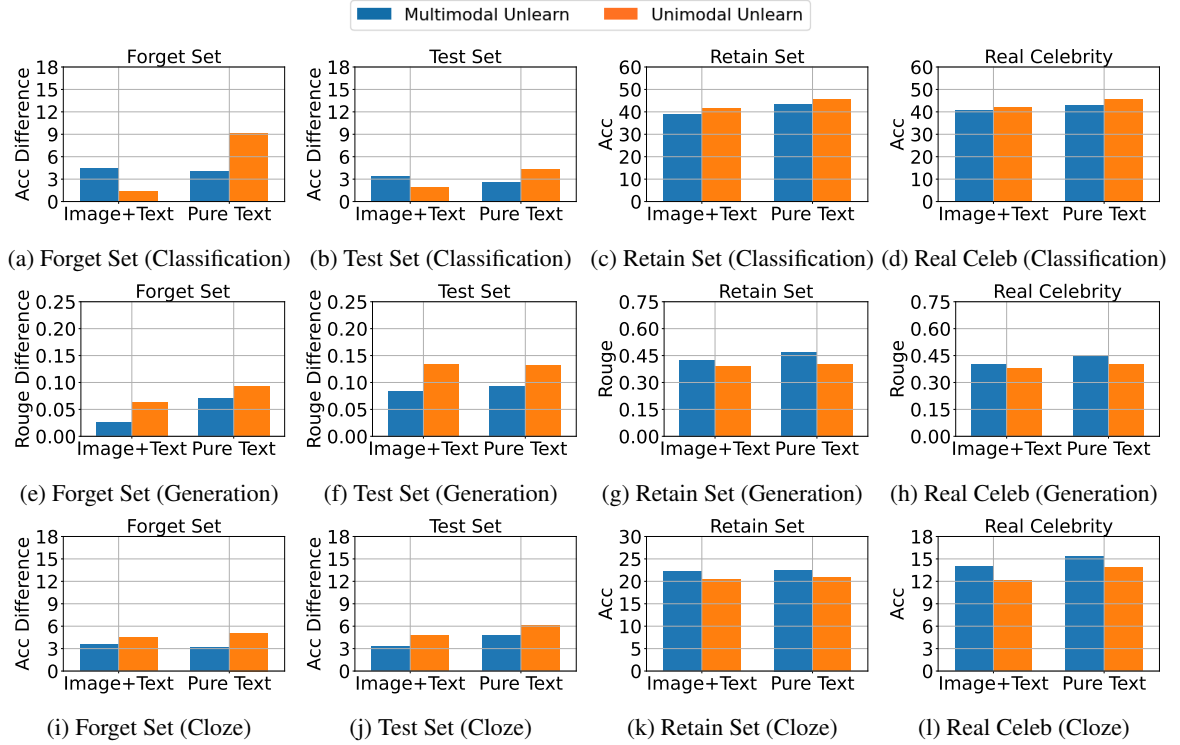 Multimodal Unlearn Unimodal Unlearn
Forget Set Test Set Retain Set Real Celebrity
Acc Difference
18
15
12
9
6
3
0
Image+Text Pure Text
Acc Difference
18
15
12
9
6
3
0
Image+Text Pure Text
Acc
60
50
40
30
20
10
0
Image+Text Pure Text
Acc
60
50
40
30
20
10
0
Image+Text Pure Text
(a) Forget Set (Classification) (b) Test Set (Classification) (c) Retain Set (Classification) (d) Real Celeb (Classification)
Forget Set Test Set Retain Set Real Celebrity
Rouge Difference
0.25
0.20
0.15
0.10
0.05
0.00
Image+Text Pure Text
Rouge Difference
0.25
0.20
0.15
0.10
0.05
0.00
Image+Text Pure Text
Rouge
0.75
0.60
0.45
0.30
0.15
0.00
Image+Text Pure Text
Rouge
0.75
0.60
0.45
0.30
0.15
0.00
Image+Text Pure Text
(e) Forget Set (Generation) (f) Test Set (Generation) (g) Retain Set (Generation) (h) Real Celeb (Generation)
Forget Set Test Set Retain Set Real Celebrity
Acc Difference
18
15
12
9
6
3
0
Image+Text Pure Text
Acc Difference
18
15
12
9
6
3
0
Image+Text Pure Text
Acc
30
25
20
15
10
5
0
Image+Text Pure Text
Acc
18
15
12
9
6
3
0
Image+Text Pure Text
(i) Forget Set (Cloze) (j) Test Set (Cloze) (k) Retain Set (Cloze) (l) Real Celeb (Cloze)